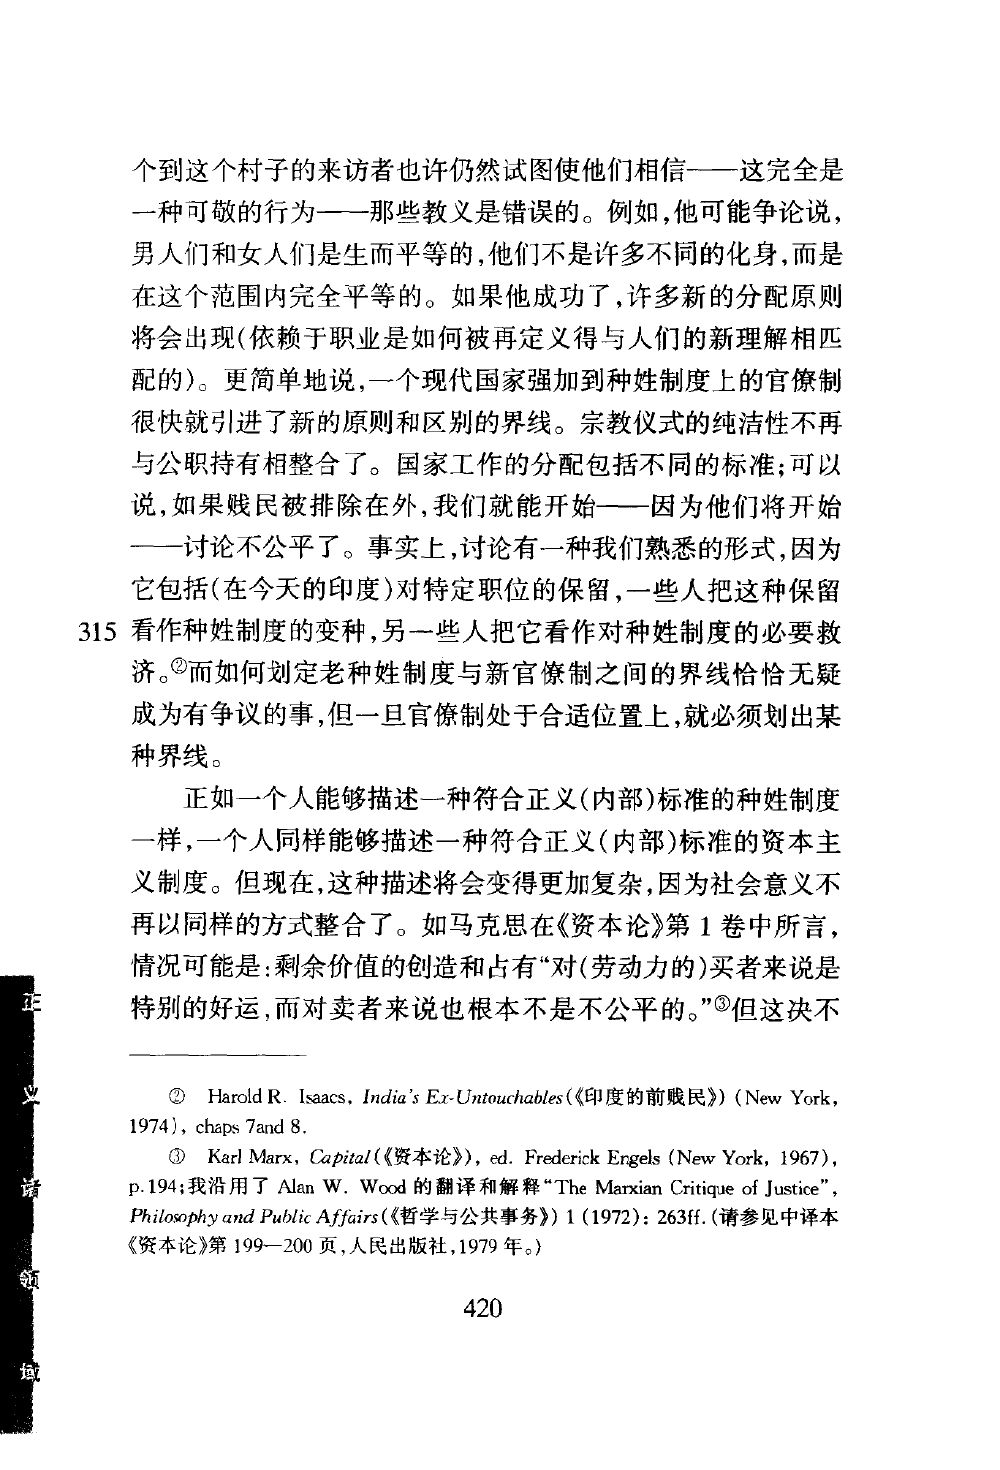 个到这个村子的来访者也许仍然试图使他们相信——这完全是
一种可敬的行为——那些教义是错误的。例如,他可能争论说,
男人们和女人们是生而平等的,他们不是许多不同的化身,而是
在这个范围内完全平等的。如果他成功了,许多新的分配原则
将会出现(依赖于职业是如何被再定义得与人们的新理解相匹
配的)。更简单地说,一个现代国家强加到种姓制度上的官僚制
很快就引进了新的原则和区别的界线。宗教仪式的纯洁性不再
与公职持有相整合了。国家工作的分配包括不同的标准;可以
说,如果贱民被排除在外,我们就能开始——因为他们将开始
——讨论不公平了。事实上,讨论有一种我们熟悉的形式,因为
它包括(在今天的印度)对特定职位的保留,一些人把这种保留
315 看作种姓制度的变种,另一些人把它看作对种姓制度的必要救
济。②而如何划定老种姓制度与新官僚制之间的界线恰恰无疑
成为有争议的事,但一旦官僚制处于合适位置上,就必须划出某
种界线。
正如一个人能够描述一种符合正义(内部)标准的种姓制度
一样,一个人同样能够描述一种符合正义(内部)标准的资本主
义制度。但现在,这种描述将会变得更加复杂,因为社会意义不
再以同样的方式整合了。如马克思在《资本论》第 1 卷中所言,
情况可能是:剩余价值的创造和占有“对(劳动力的)买者来说是
特别的好运,而对卖者来说也根本不是不公平的。”③但这决不
② Harold R. Isaacs, India's Ex-Untouchables(《印度的前贱民》) (New York,
1974), chaps 7and 8.
③ Karl Marx, Capital(《资本论》), ed. Frederick Engels (New York, 1967),
p.194;我沿用了 Alan W. Wood 的翻译和解释“The Marxian Critique of Justice”,
Philosophy and Public Affairs(《哲学与公共事务》) 1 (1972): 263ff.(请参见中译本
《资本论》第 199—200 页,人民出版社,1979 年。)
420
正
义
诸
领
域